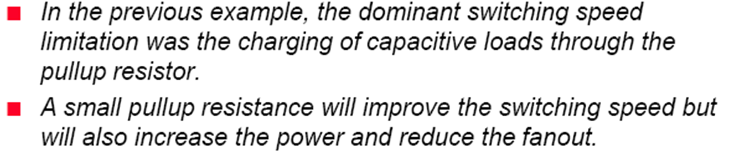 In the previous example, the dominant switching speed
limitation was the charging of capacitive loads through the
pullup resistor.
A small pullup resistance will improve the switching speed but
will also increase the power and reduce the fanout.